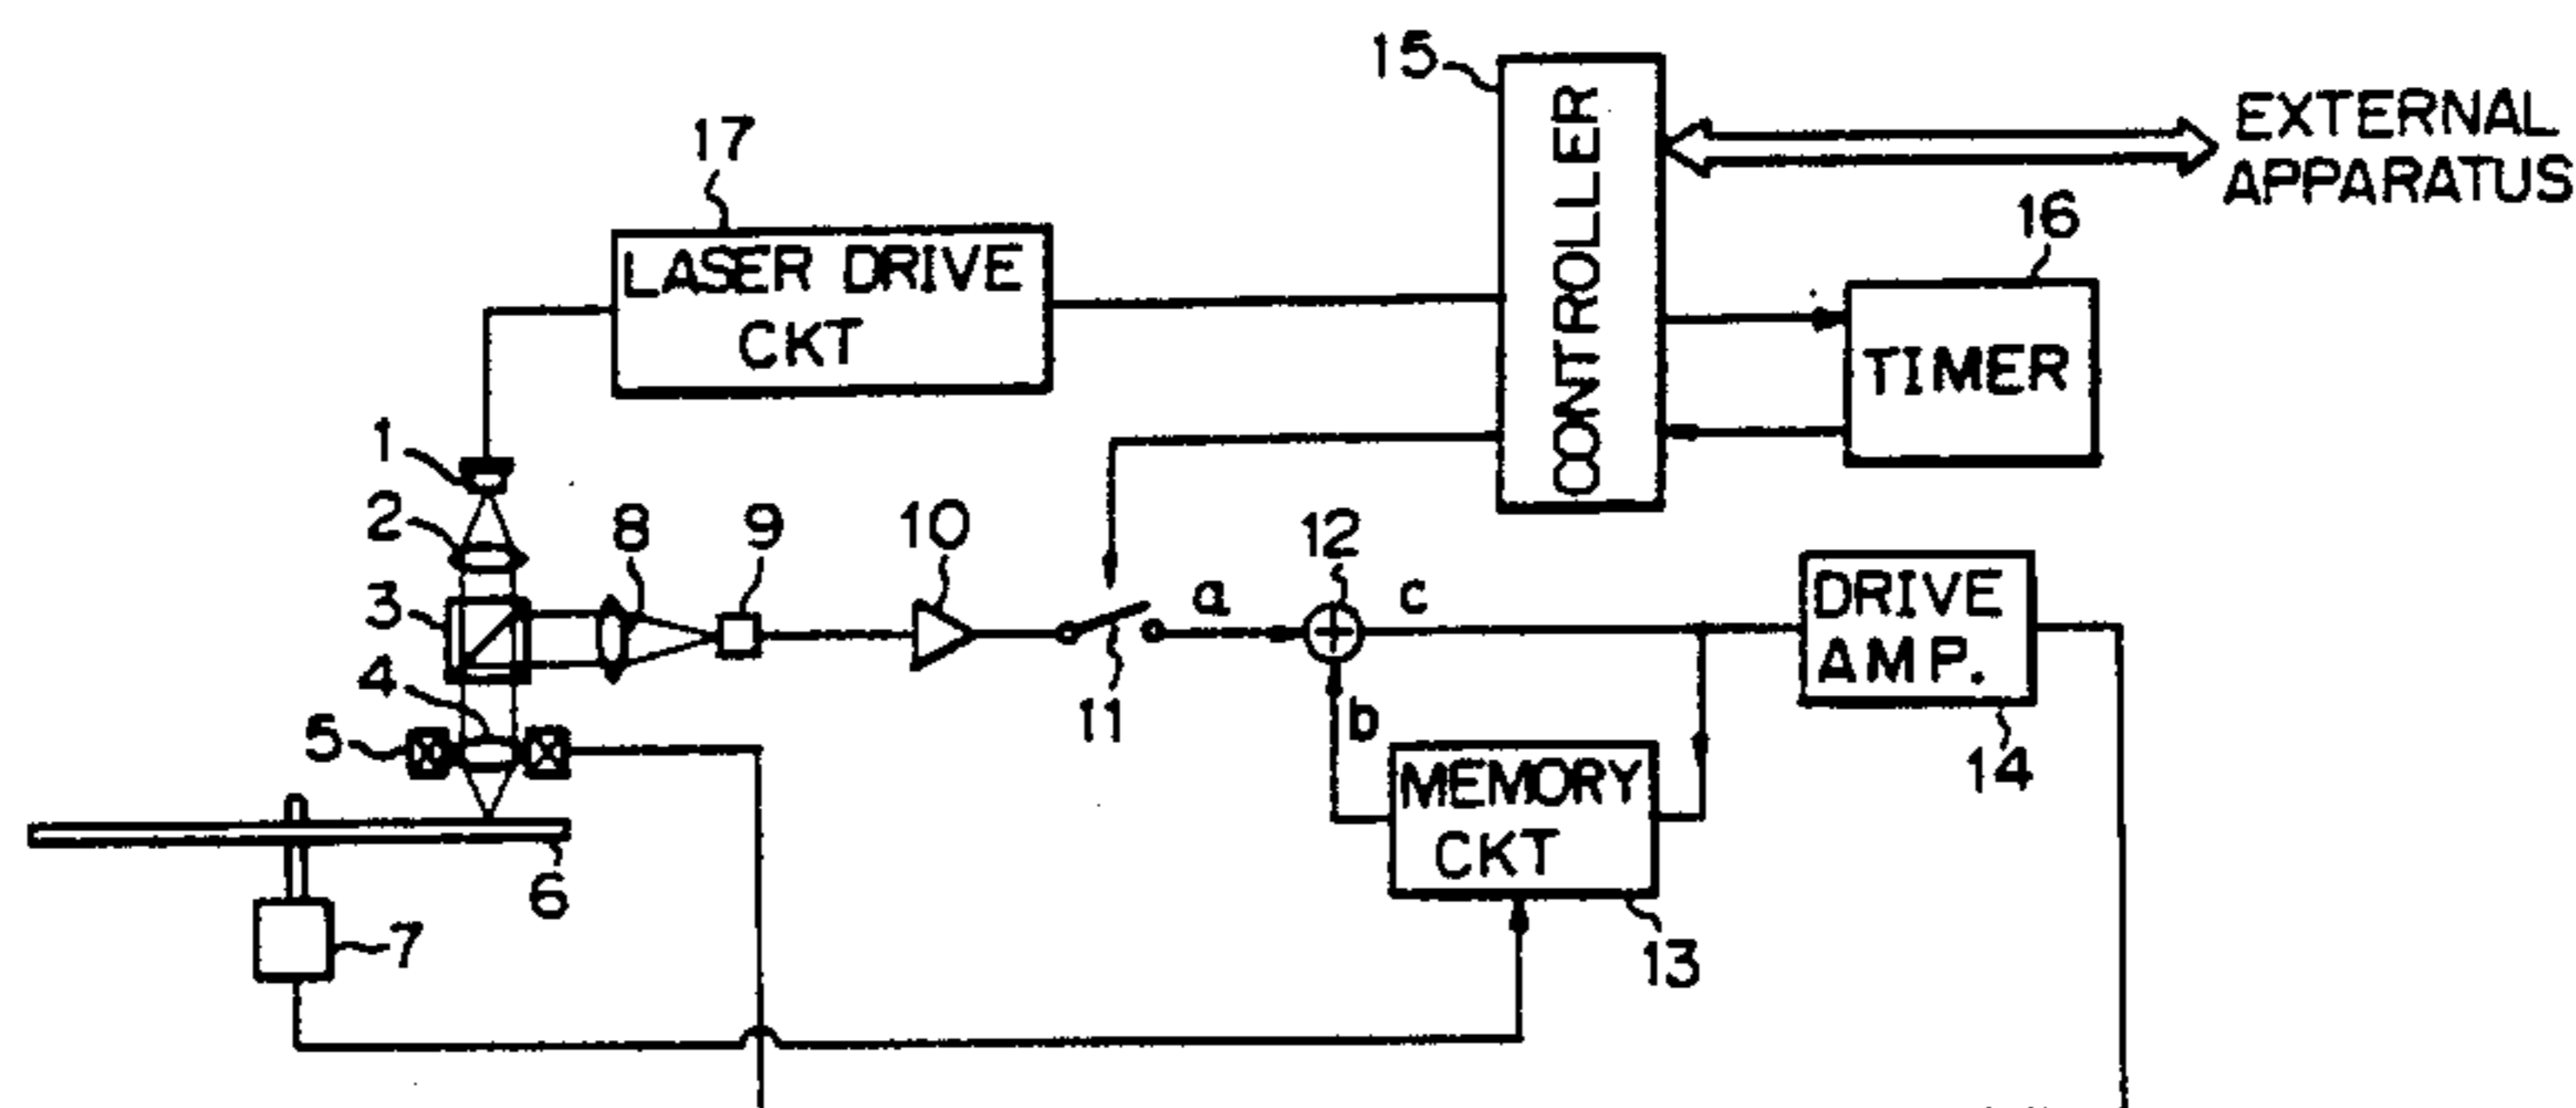 15
EXTERNAL
APPARATUS
17
CONTROLLER
16
LASER DRIVE
CKT
TIMER
1
2
8
9
10
12
3
a
c
DRIVE
AMP.
4
5
11
b
14
MEMORY
CKT
6
7
13